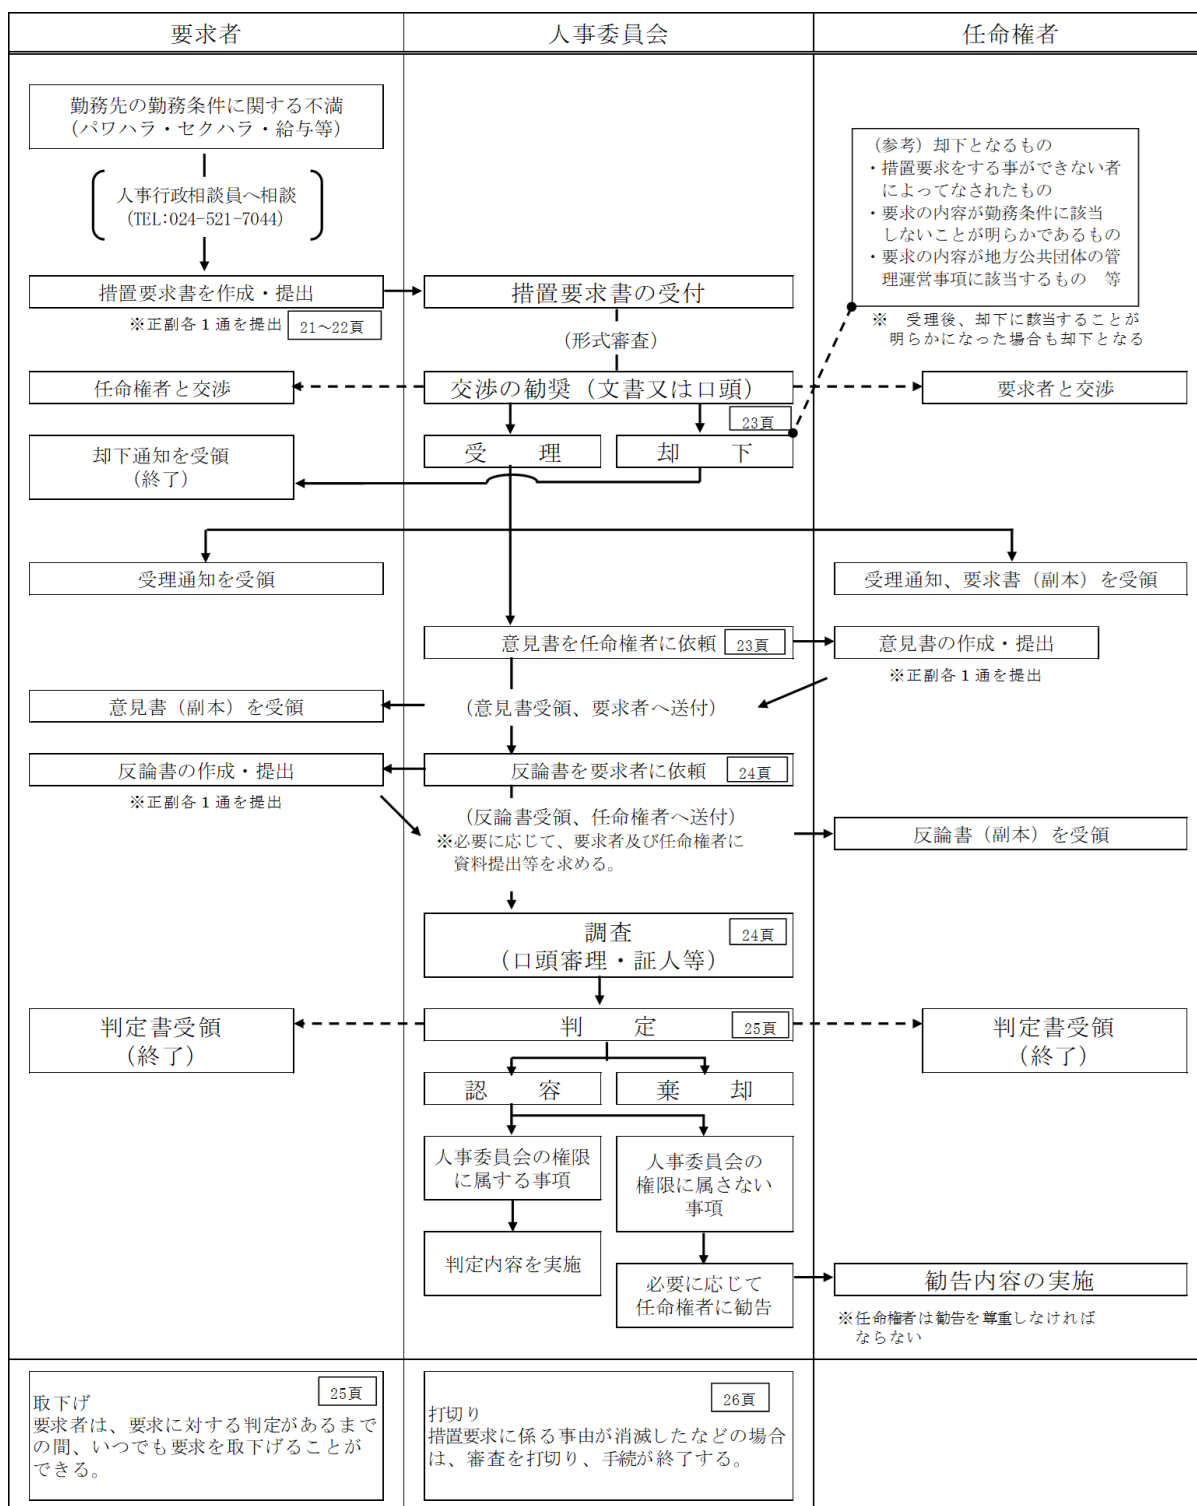 要求者
人事委員会
任命権者
勤務先の勤務条件に関する不満
（パワハラ・セクハラ・給与等）
人事行政相談員へ相談
（TEL:024-521-7044）
（参考）却下となるもの
・措置要求をする事ができない者
によってなされたもの
・要求の内容が勤務条件に該当
しないことが明らかであるもの
・要求の内容が地方公共団体の管
理運営事項に該当するもの　等
※　受理後、却下に該当することが
明らかになった場合も却下となる
措置要求書を作成・提出
※正副各１通を提出
21～22頁
措置要求書の受付
（形式審査）
任命権者と交渉
交渉の勧奨（文書又は口頭）
要求者と交渉
23頁
受　理
却　下
却下通知を受領
（終了）
受理通知を受領
受理通知、要求書（副本）を受領
意見書を任命権者に依頼
23頁
意見書の作成・提出
※正副各１通を提出
意見書（副本）を受領
（意見書受領、要求者へ送付）
反論書の作成・提出
※正副各１通を提出
反論書を要求者に依頼
24頁
（反論書受領、任命権者へ送付）
※必要に応じて、要求者及び任命権者に
資料提出等を求める。
反論書（副本）を受領
調査
（口頭審理・証人等）
24頁
判定書受領
（終了）
判　定
25頁
判定書受領
（終了）
認　容
棄　却
人事委員会の権限
に属する事項
人事委員会の
権限に属さない
事項
判定内容を実施
必要に応じて
任命権者に勧告
勧告内容の実施
※任命権者は勧告を尊重しなければ
ならない
25頁
取下げ
要求者は、要求に対する判定があるまで
の間、いつでも要求を取下げることが
できる。
26頁
打切り
措置要求に係る事由が消滅したなどの場合
は、審査を打切り、手続が終了する。